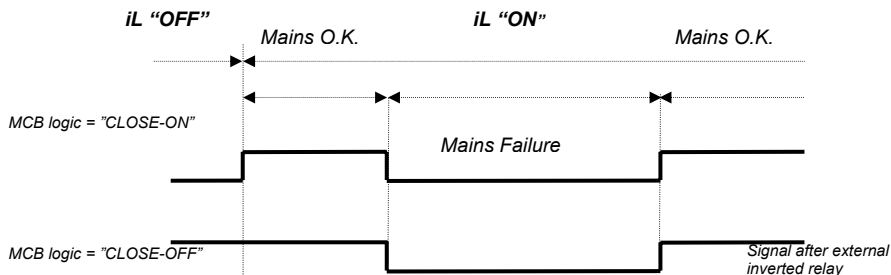 iL “OFF” iL “ON”
Mains O.K. Mains O.K.
MCB logic = ”CLOSE-ON”
Mains Failure
MCB logic = ”CLOSE-OFF”
Signal after external
inverted relay